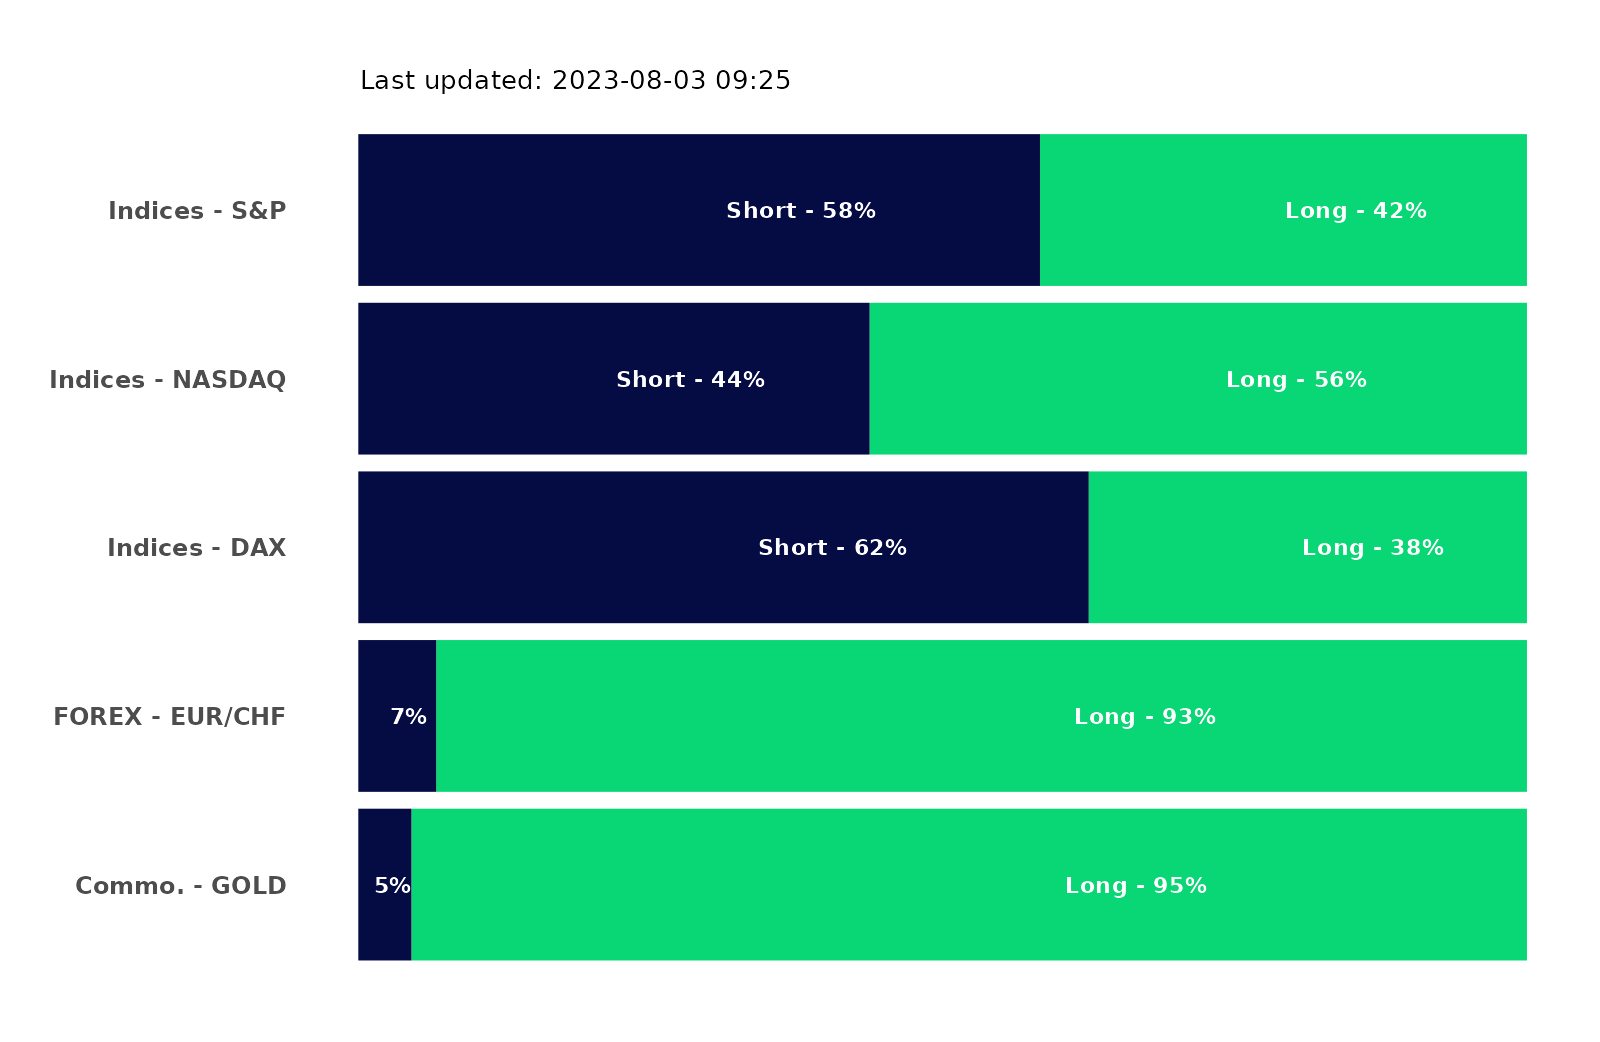 Last updated: 2023-08-03 09:25
Indices - S&P Short - 58% Long - 42%
Indices - NASDAQ Short - 44% Long - 56%
Indices - DAX Short - 62% Long - 38%
FOREX - EUR/CHF 7% Long - 93%
Commo. - GOLD 5% Long - 95%